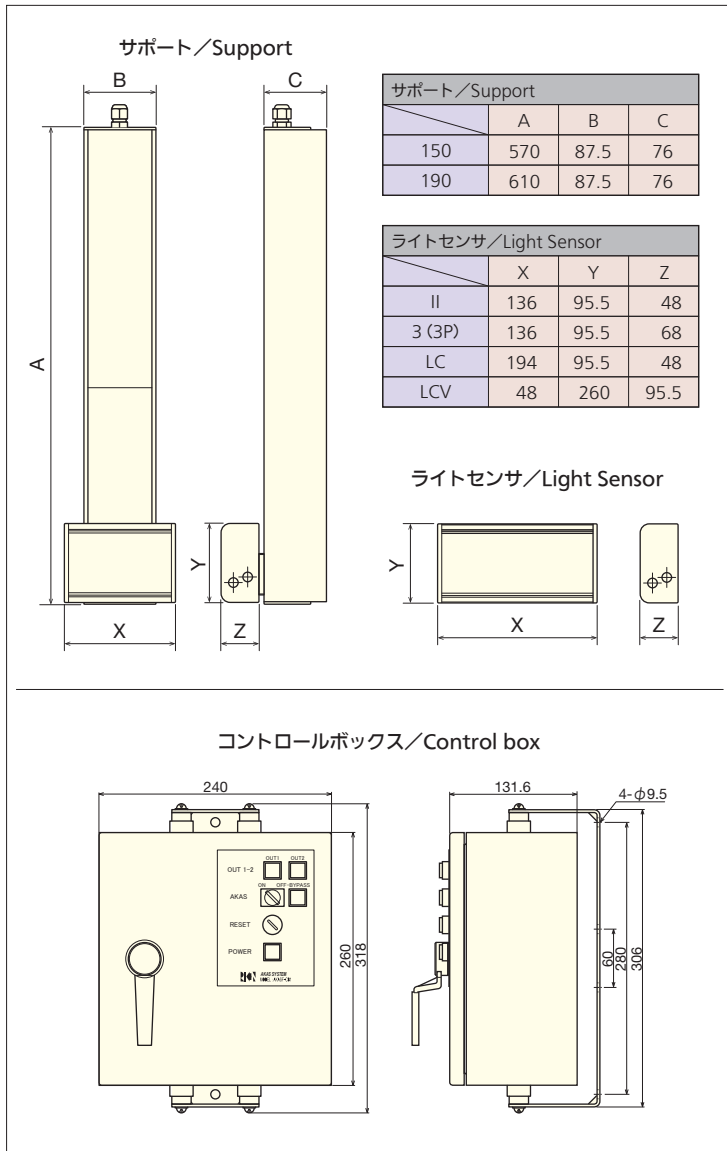 サポート／Support
B
C
A
X
Y
Z
サポート／Support
A B C
150 570 87.5 76
190 610 87.5 76
ライトセンサ／Light Sensor
X Y Z
II 136 95.5 48
3 (3P) 136 95.5 68
LC 194 95.5 48
LCV 48 260 95.5
ライトセンサ／Light Sensor
Y
X
Z
コントロールボックス／Control box
240
OUT1 OUT2
OUT 1-2
ON OFF-BYPASS
AKAS
RESET
POWER
AKAS SYSTEM
260
318
131.6
4-φ9.5
60
280
306